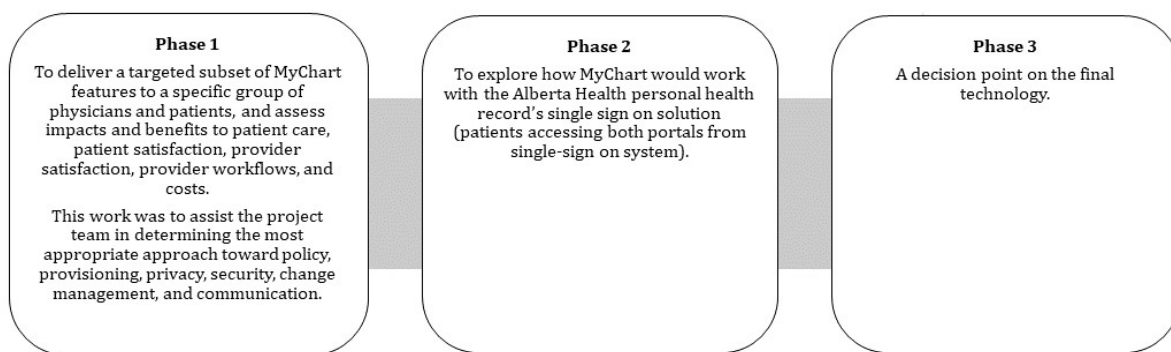 Phase 1
To deliver a targeted subset of MyChart
features to a specific group of
physicians and patients, and assess
impacts and benefits to patient care,
patient satisfaction, provider
satisfaction, provider workflows, and
costs.
This work was to assist the project
team in determining the most
appropriate approach toward policy,
provisioning, privacy, security, change
management, and communication.
Phase 2
To explore how MyChart would work
with the Alberta Health personal health
record's single sign on solution
(patients accessing both portals from
single-sign on system).
Phase 3
A decision point on the final
technology.